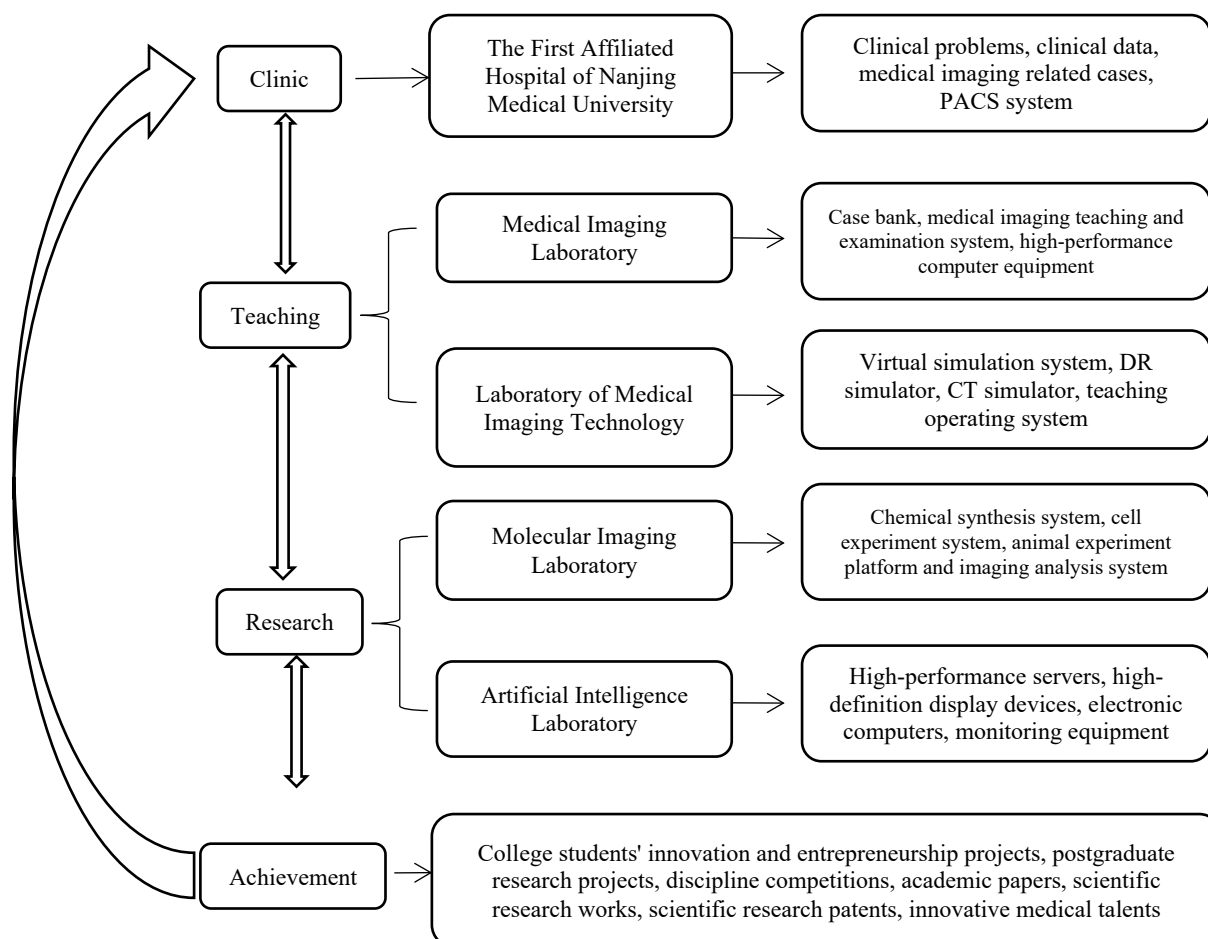 Clinic
The First Affiliated
Hospital of Nanjing
Medical University
Clinical problems, clinical data,
medical imaging related cases,
PACS system
Teaching
Medical Imaging
Laboratory
Case bank, medical imaging teaching and
examination system, high-performance
computer equipment
Laboratory of Medical
Imaging Technology
Virtual simulation system, DR
simulator, CT simulator, teaching
operating system
Research
Molecular Imaging
Laboratory
Chemical synthesis system, cell
experiment system, animal experiment
platform and imaging analysis system
Artificial Intelligence
Laboratory
High-performance servers, high-
definition display devices, electronic
computers, monitoring equipment
Achievement
College students' innovation and entrepreneurship projects, postgraduate
research projects, discipline competitions, academic papers, scientific
research works, scientific research patents, innovative medical talents